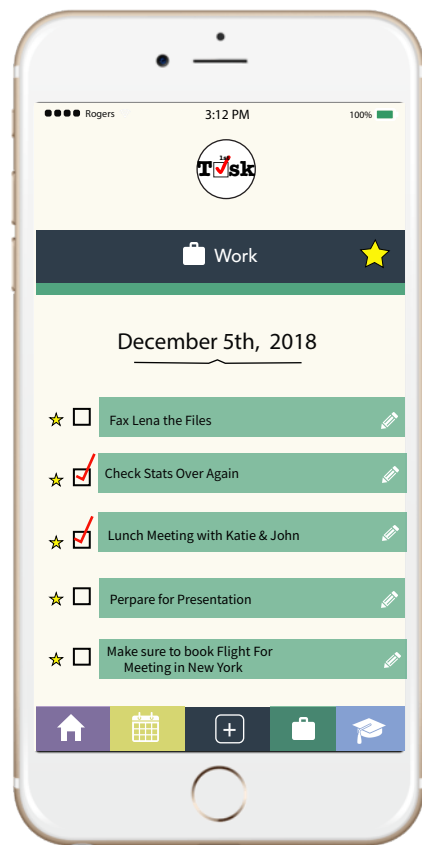 Rogers 3:12 PM 100%
1st
Task
Work
December 5th, 2018
Fax Lena the Files
Check Stats Over Again
Lunch Meeting with Katie & John
Perpare for Presentation
Make sure to book Flight For
Meeting in New York